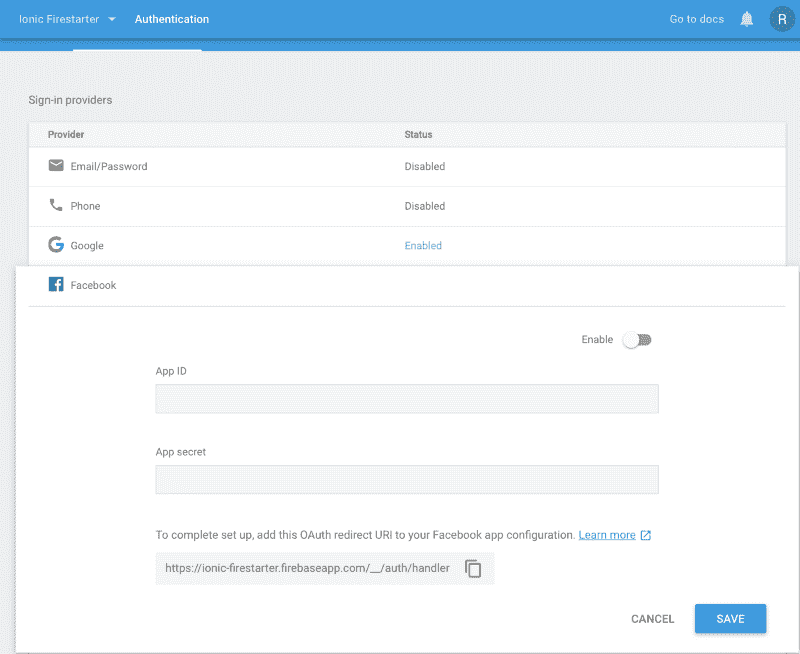 Ionic Firestarter Authentication Go to docs R
Sign-in providers
Provider Status
Email/Password Disabled
Phone Disabled
Google Enabled
Facebook
Enable
App ID
App secret
To complete set up, add this OAuth redirect URI to your Facebook app configuration. Learn more
https://ionic-firestarter.firebaseapp.com/__/auth/handler
CANCEL SAVE